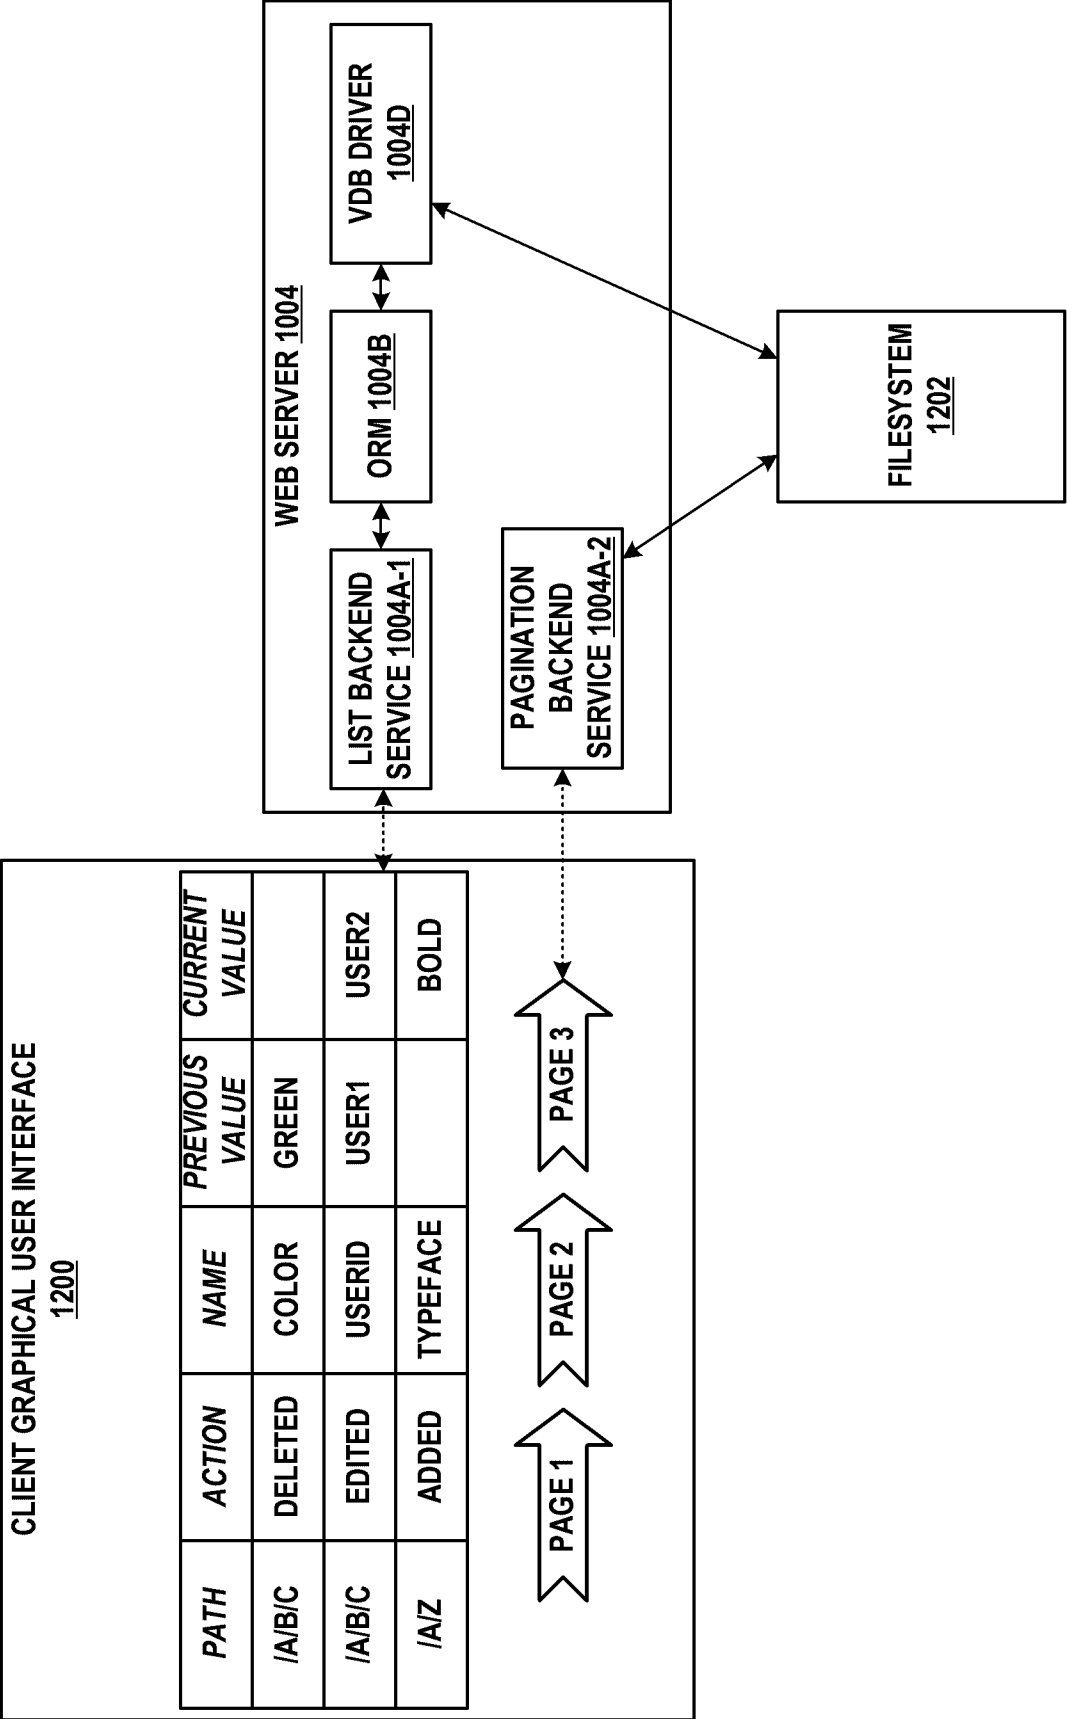 CLIENT GRAPHICAL USER INTERFACE
1200
PATH
ACTION
NAME
PREVIOUS
VALUE
CURRENT
VALUE
/A/B/C
DELETED
COLOR
GREEN
/A/B/C
EDITED
USERID
USER1
USER2
/A/Z
ADDED
TYPEFACE
BOLD
PAGE 1
PAGE 2
PAGE 3
WEB SERVER 1004
LIST BACKEND
SERVICE 1004A-1
ORM 1004B
VDB DRIVER
1004D
PAGINATION
BACKEND
SERVICE 1004A-2
FILESYSTEM
1202